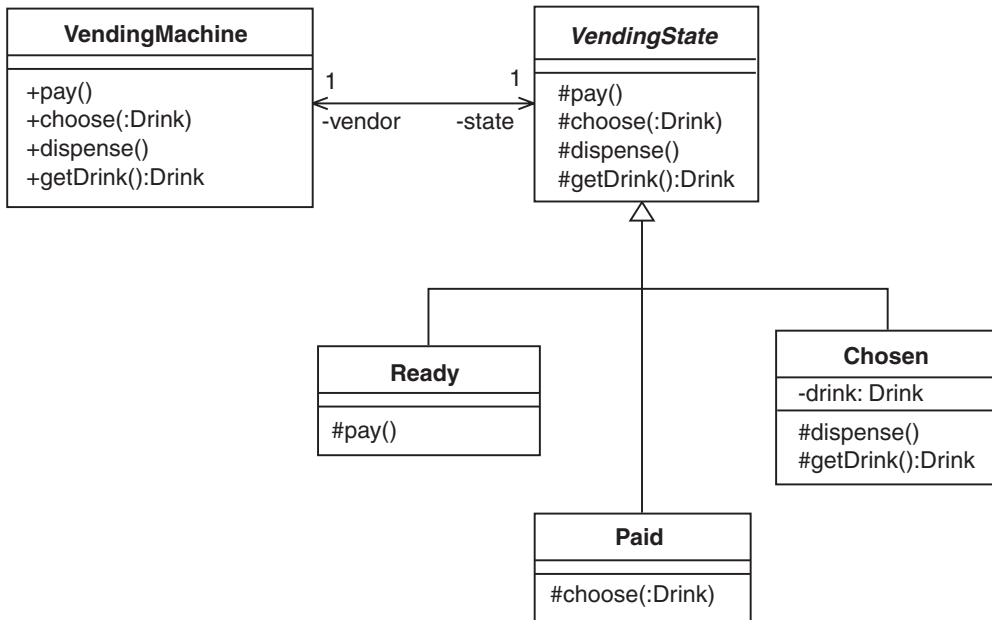 VendingMachine
+pay()
+choose(:Drink)
+dispense()
+getDrink():Drink
1
-vendor
1
-state
VendingState
#pay()
#choose(:Drink)
#dispense()
#getDrink():Drink
Ready
#pay()
Chosen
-drink: Drink
#dispense()
#getDrink():Drink
Paid
#choose(:Drink)